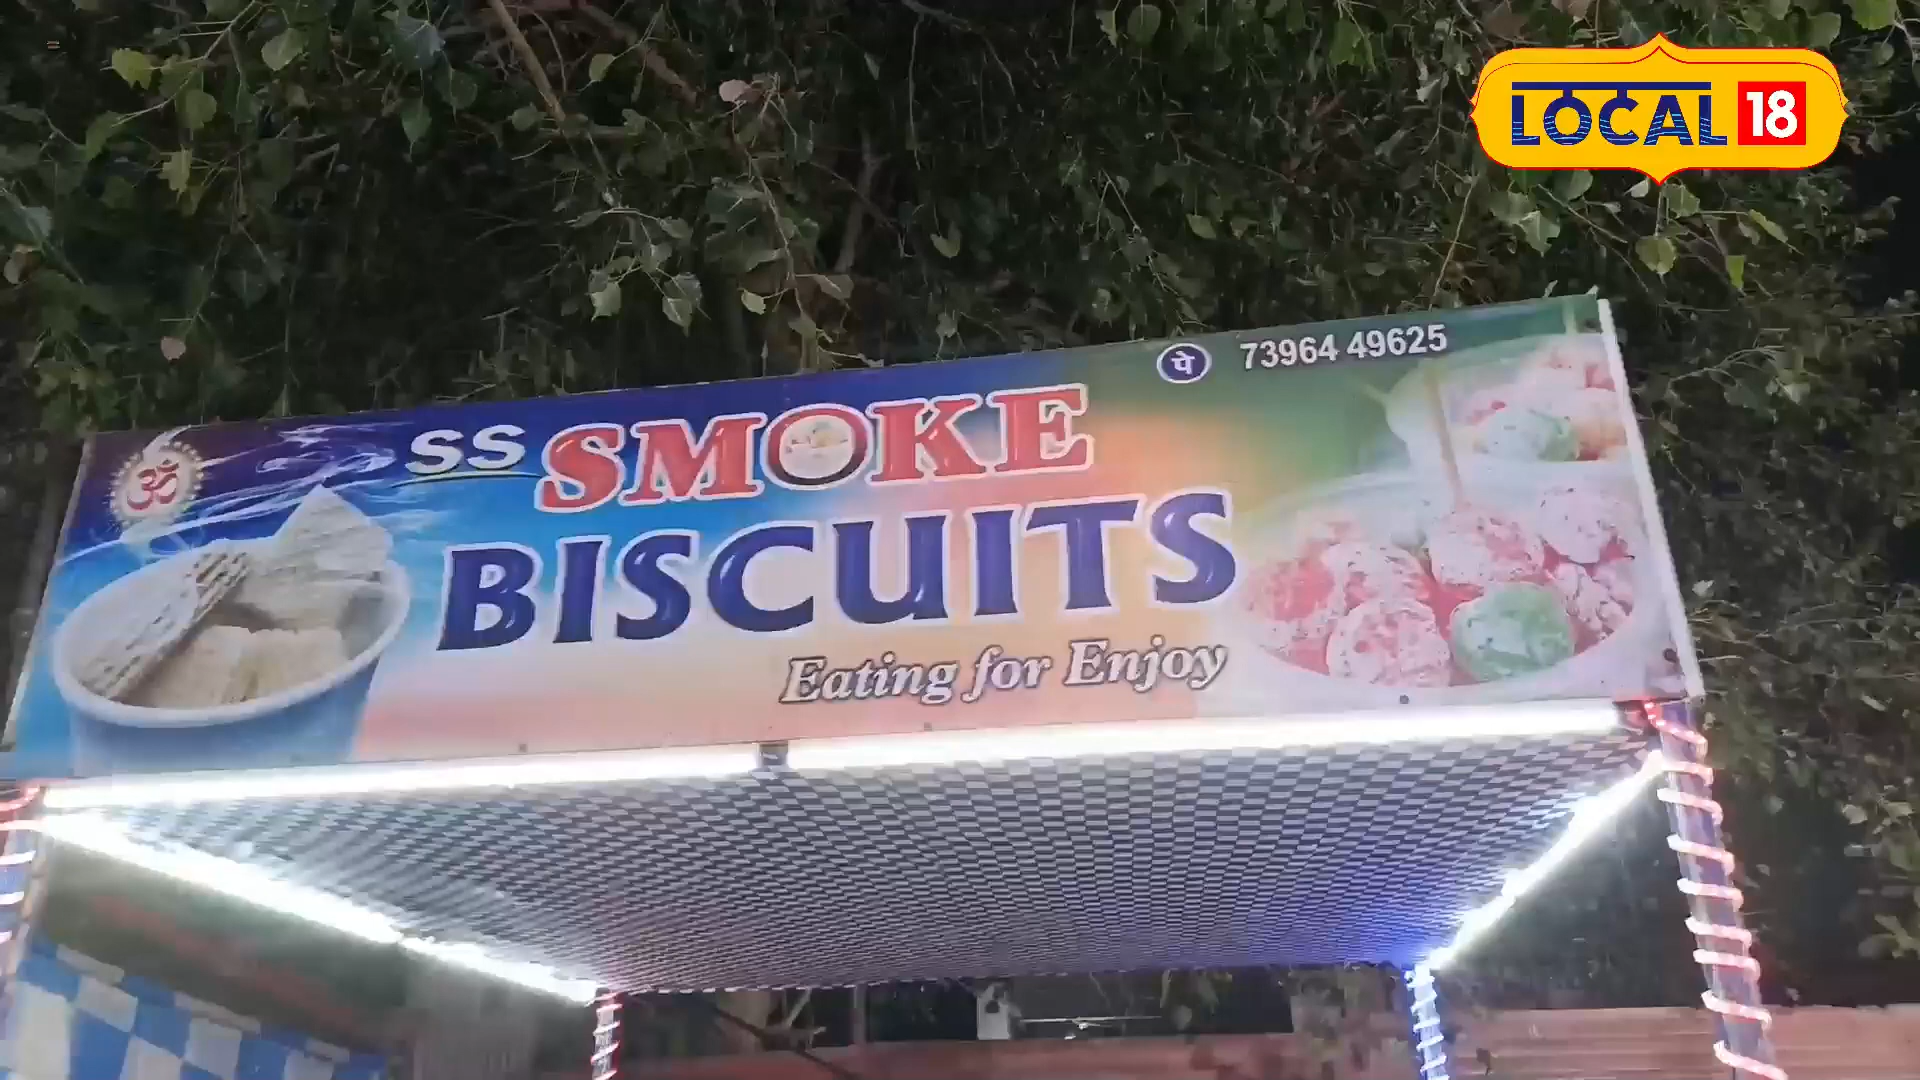 LOCAL 18
पे 73964 49625
ॐ
SS SMOKE
BISCUITS
Eating for Enjoy